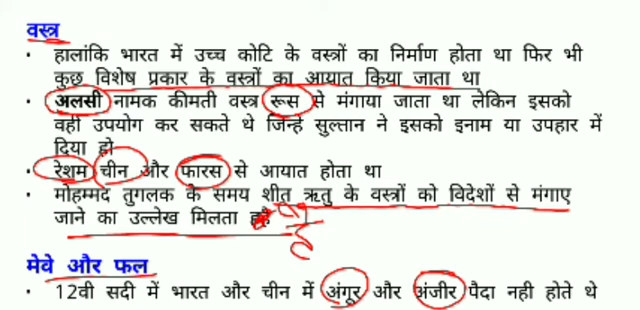 वस्त्र
• हालांकि भारत में उच्च कोटि के वस्त्रों का निर्माण होता था फिर भी
कुछ विशेष प्रकार के वस्त्रों का आयात किया जाता था
• अलसी नामक कीमती वस्त्र रूस से मंगाया जाता था लेकिन इसको
वही उपयोग कर सकते थे जिन्हे सुल्तान ने इसको इनाम या उपहार में
दिया हो
• रेशम चीन और फारस से आयात होता था
• मोहम्मद तुगलक के समय शीत ऋतु के वस्त्रों को विदेशों से मंगाए
जाने का उल्लेख मिलता है
मेवे और फल
• 12वी सदी में भारत और चीन में अंगूर और अंजीर पैदा नही होते थे